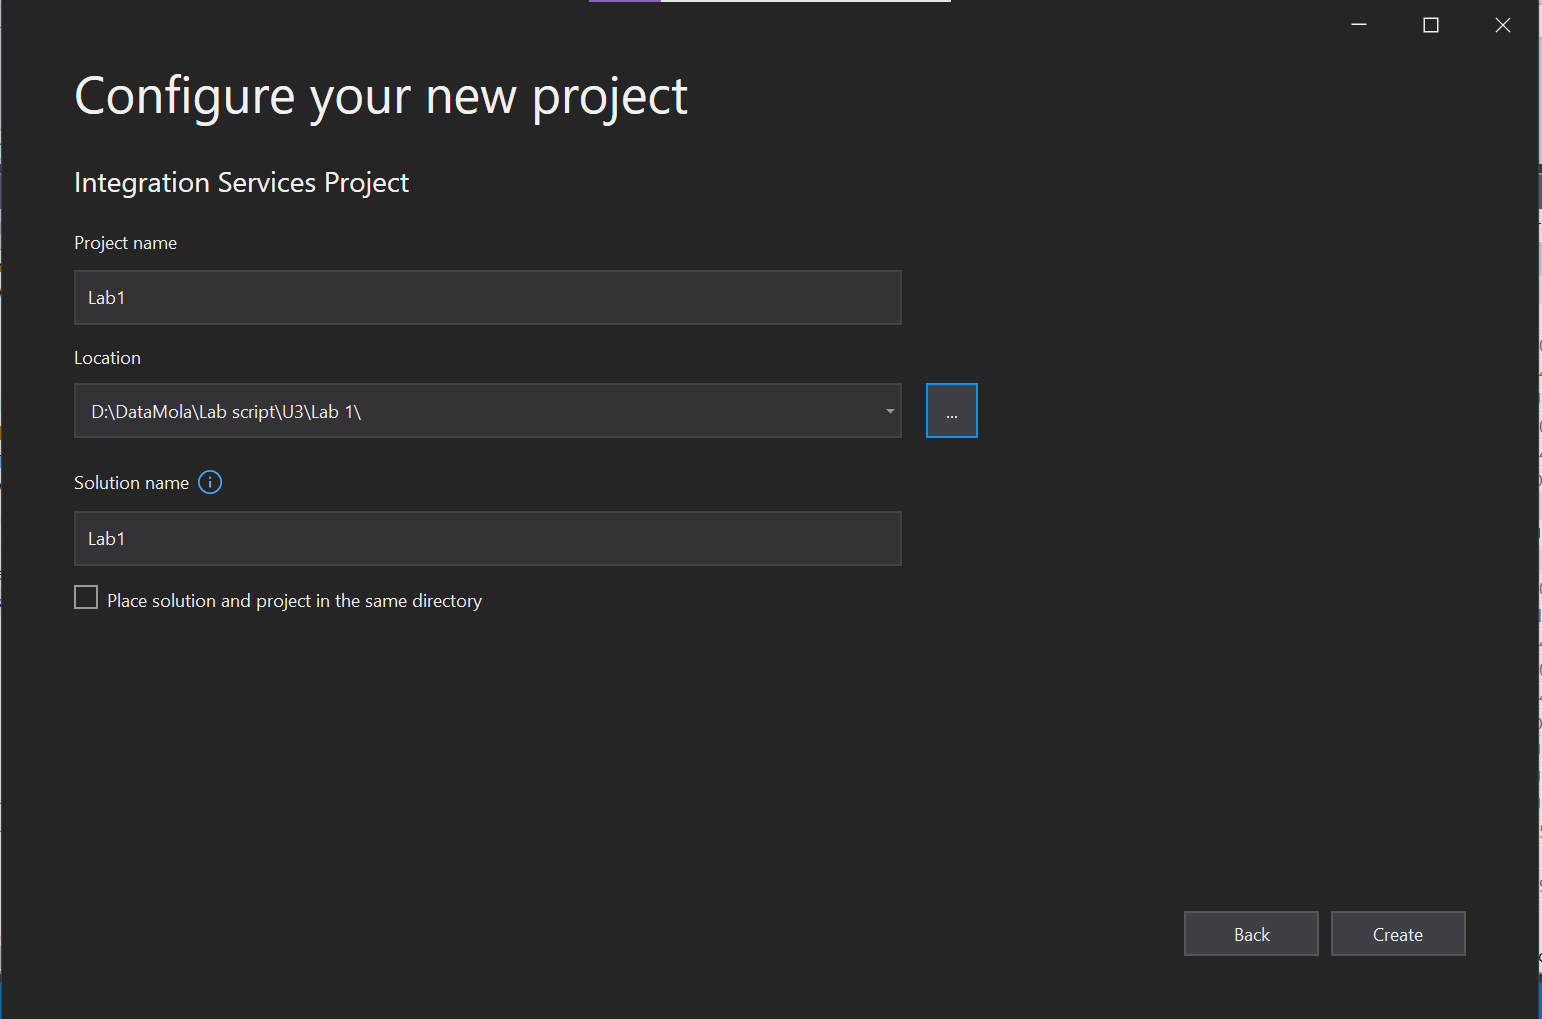 Configure your new project
Integration Services Project
Project name
Lab1
Location
D:\DataMola\Lab script\U3\Lab 1\
...
Solution name
Lab1
Place solution and project in the same directory
Back
Create